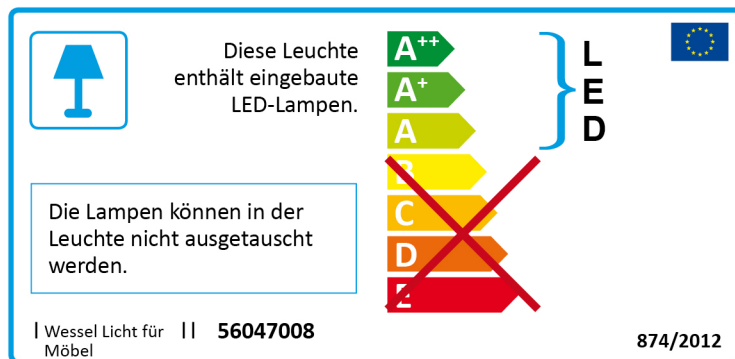 Diese Leuchte
enthält eingebaute
LED-Lampen.
A++
A+
A
B
C
D
E
L
E
D
Die Lampen können in der
Leuchte nicht ausgetauscht
werden.
I Wessel Licht für
Möbel
II 56047008
874/2012